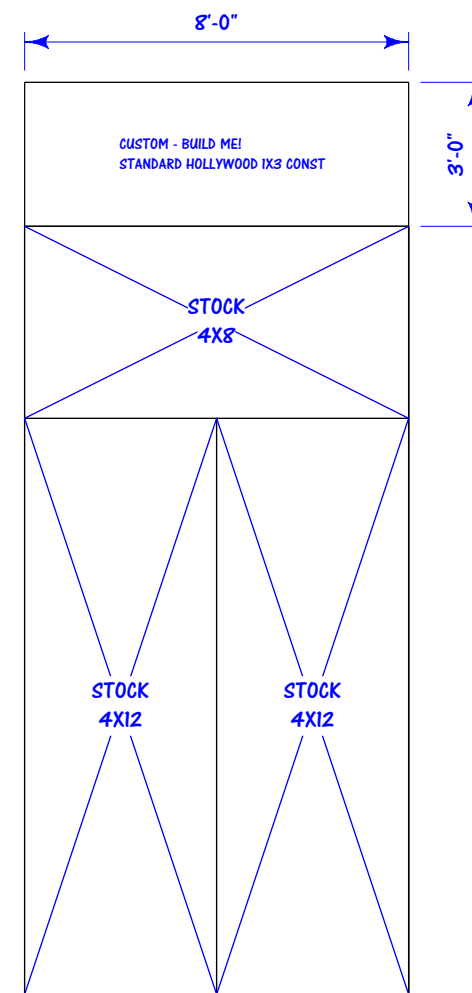 8'-0"
CUSTOM - BUILD ME!
STANDARD HOLLYWOOD 1X3 CONST
3'-0"
STOCK
4X8
STOCK
4X12
STOCK
4X12